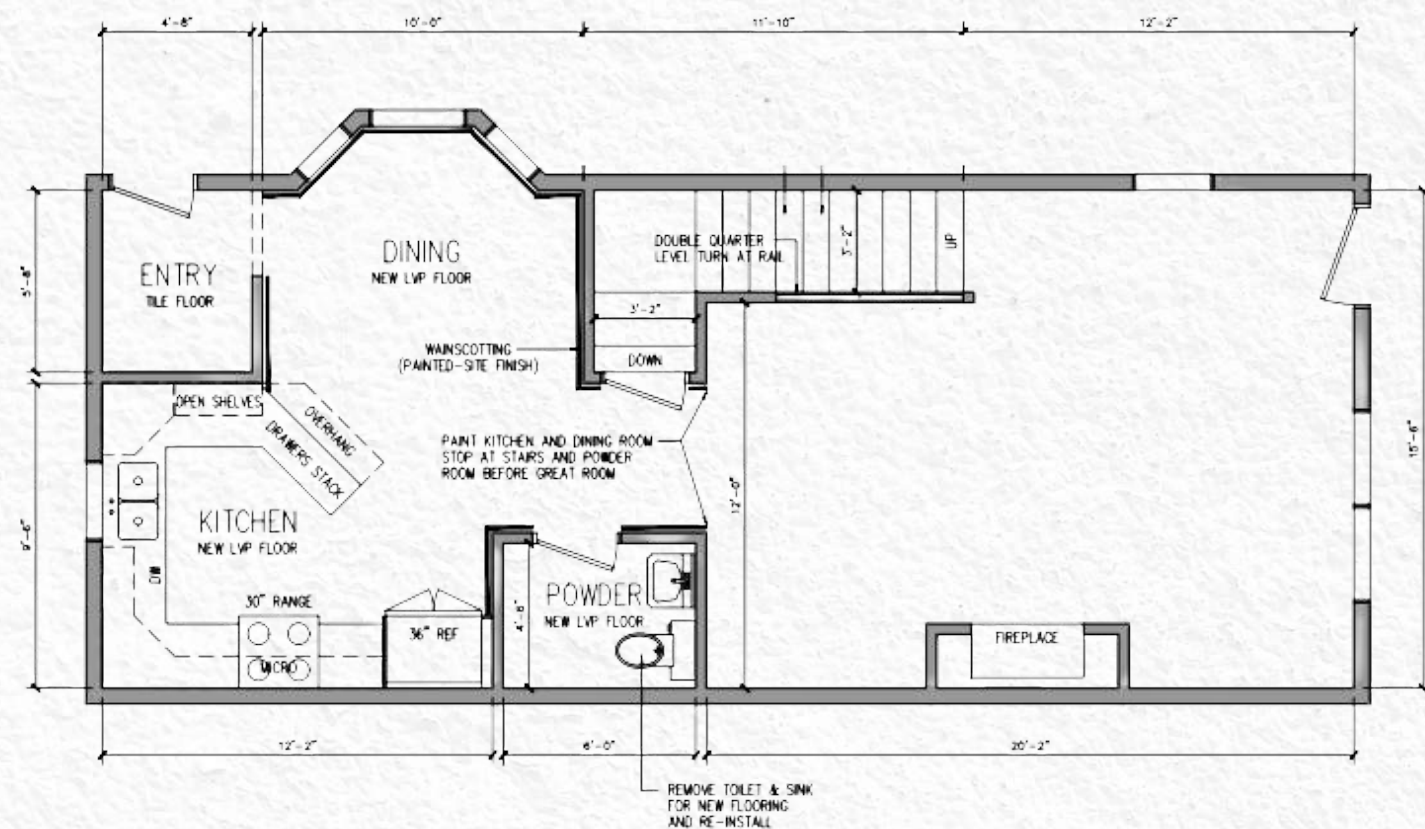 4'-8"
10'-0"
11'-10"
12'-2"
DINING
NEW LVP FLOOR
ENTRY
TILE FLOOR
5'-8"
DOUBLE QUARTER
LEVEL TURN AT RAIL
3'-2"
UP
3'-2"
DOWN
WAINSCOTTING
(PAINTED-SITE FINISH)
OPEN SHELVES
OVERHANG
DRAWERS STACK
PAINT KITCHEN AND DINING ROOM
STOP AT STAIRS AND POWDER
ROOM BEFORE GREAT ROOM
12'-0"
15'-6"
9'-6"
KITCHEN
NEW LVP FLOOR
DW
30" RANGE
MICRO
36" REF
4'-6"
POWDER
NEW LVP FLOOR
FIREPLACE
12'-2"
6'-0"
20'-2"
REMOVE TOILET & SINK
FOR NEW FLOORING
AND RE-INSTALL